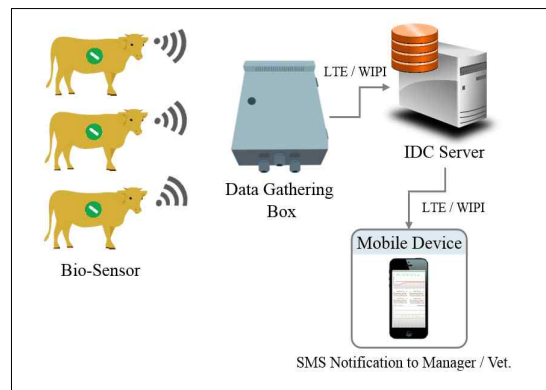 LTE / WIPI
IDC Server
Data Gathering
Box
LTE / WIPI
Mobile Device
Bio-Sensor
SMS Notification to Manager / Vet.